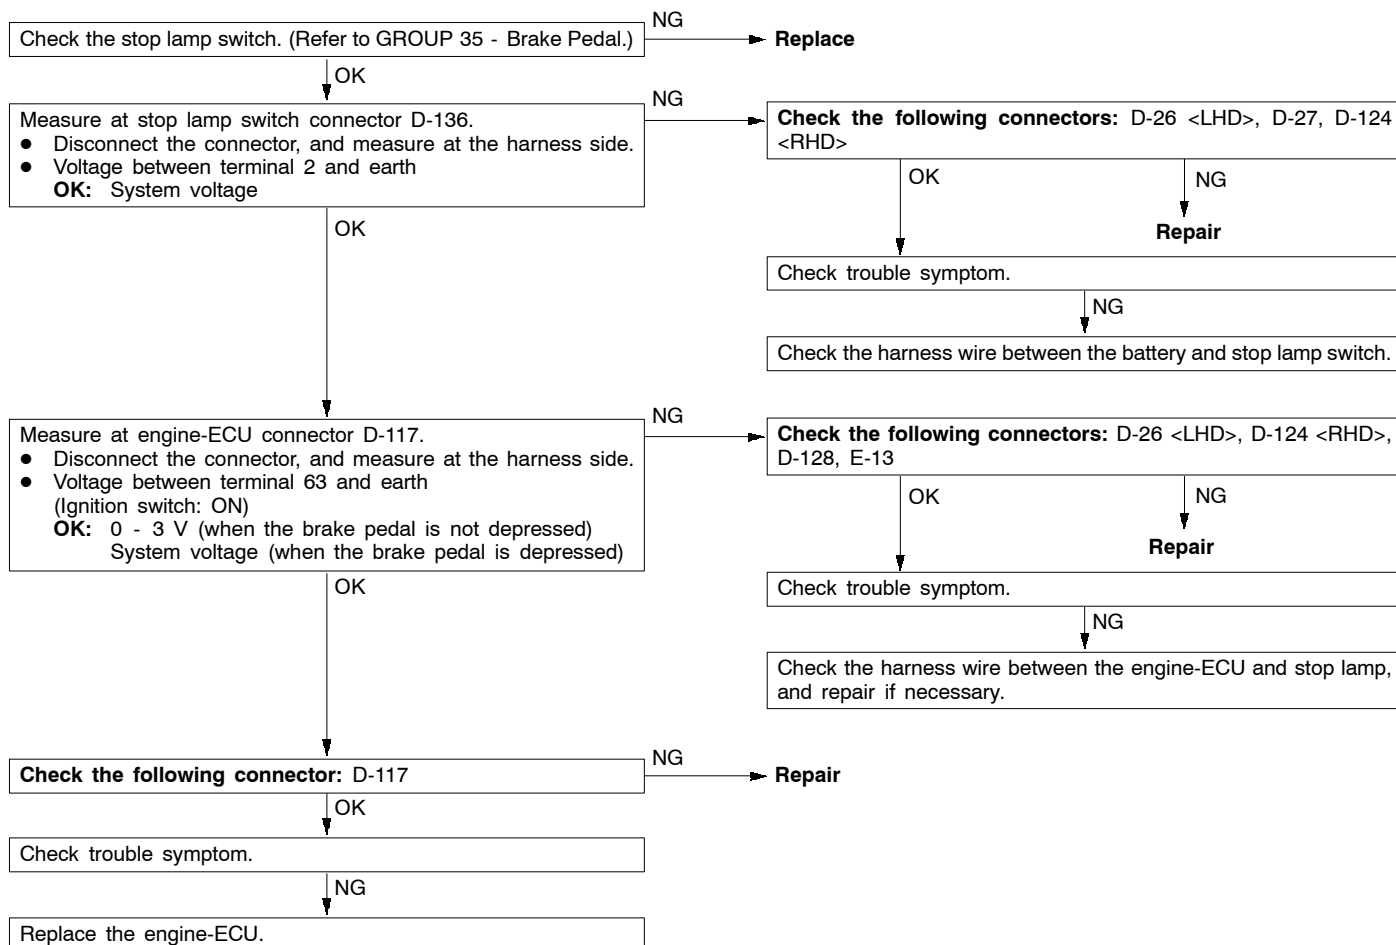 Check the stop lamp switch. (Refer to GROUP 35 - Brake Pedal.)
NG
Replace
OK
Measure at stop lamp switch connector D-136.
● Disconnect the connector, and measure at the harness side.
● Voltage between terminal 2 and earth
OK: System voltage
NG
Check the following connectors: D-26 <LHD>, D-27, D-124
<RHD>
OK
NG
Repair
Check trouble symptom.
NG
Check the harness wire between the battery and stop lamp switch.
OK
Measure at engine-ECU connector D-117.
● Disconnect the connector, and measure at the harness side.
● Voltage between terminal 63 and earth
(Ignition switch: ON)
OK: 0 - 3 V (when the brake pedal is not depressed)
System voltage (when the brake pedal is depressed)
NG
Check the following connectors: D-26 <LHD>, D-124 <RHD>,
D-128, E-13
OK
NG
Repair
Check trouble symptom.
NG
Check the harness wire between the engine-ECU and stop lamp,
and repair if necessary.
OK
Check the following connector: D-117
NG
Repair
OK
Check trouble symptom.
NG
Replace the engine-ECU.